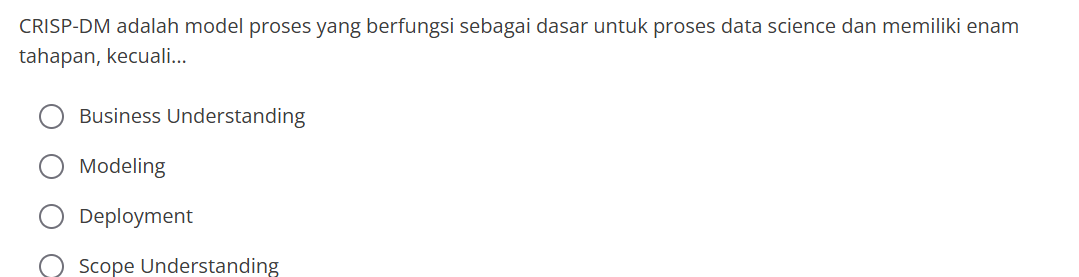 CRISP-DM adalah model proses yang berfungsi sebagai dasar untuk proses data science dan memiliki enam
tahapan, kecuali...
Business Understanding
Modeling
Deployment
Scope Understanding